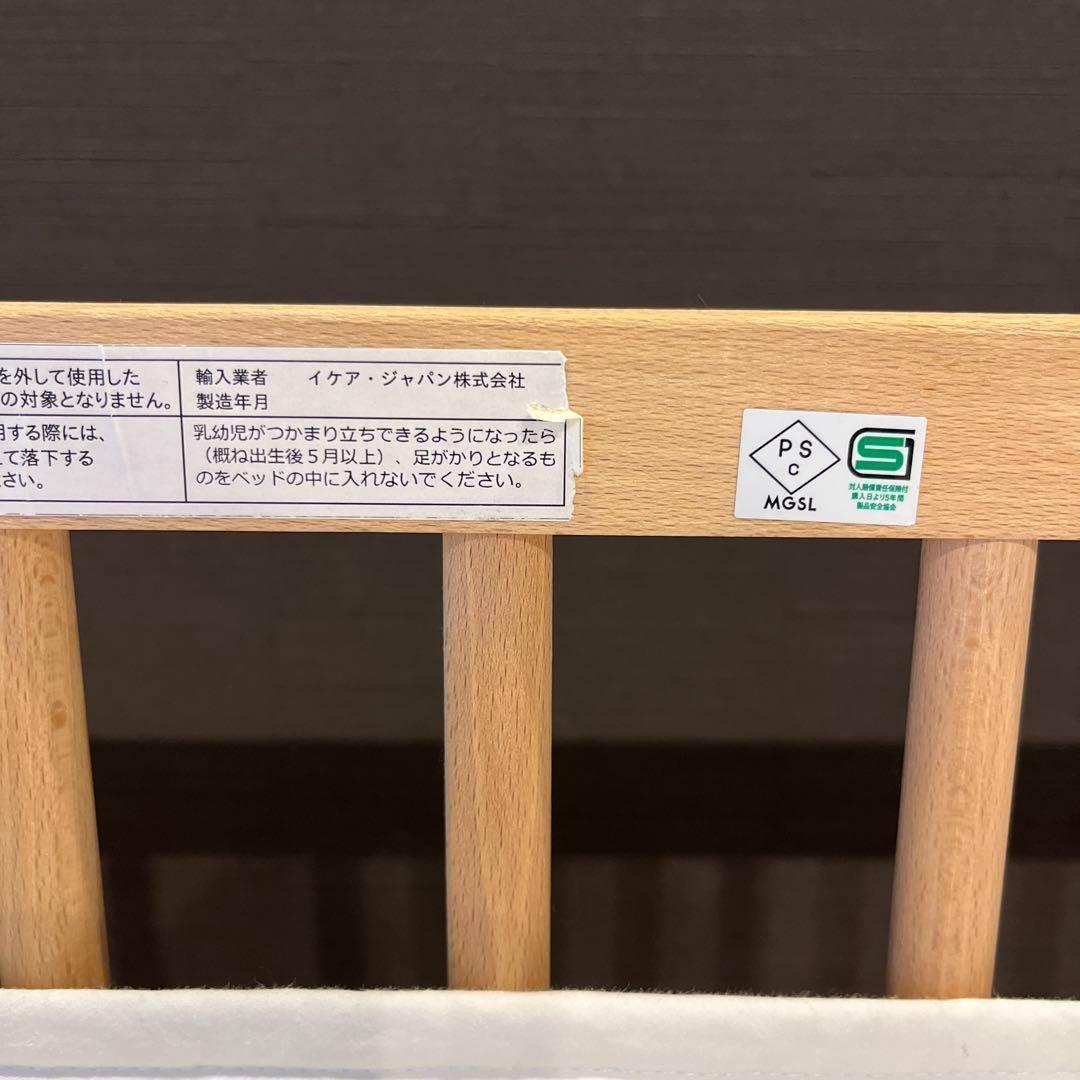 を外して使用した
の対象となりません。
用する際には、
て落下する
さい。
輸入業者 イケア・ジャパン株式会社
製造年月
乳幼児がつかまり立ちできるようになったら
（概ね出生後５月以上）、足がかりとなるも
のをベッドの中に入れないでください。
PS
C
MGSL
対人賠償責任保険付
購入日より5年間
製品安全協会